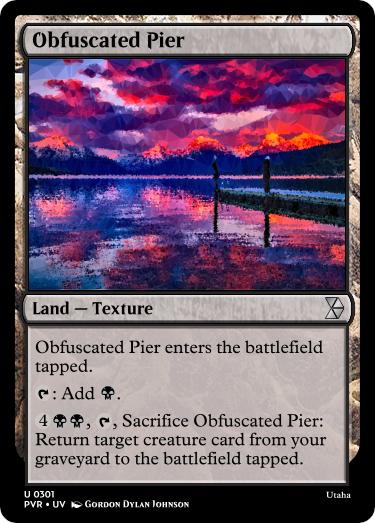 Obfuscated Pier
Land — Texture
Obfuscated Pier enters the battlefield
tapped.
: Add .
4 , , Sacrifice Obfuscated Pier:
Return target creature card from your
graveyard to the battlefield tapped.
U 0301
PVR • UV Gordon Dylan Johnson
Utaha